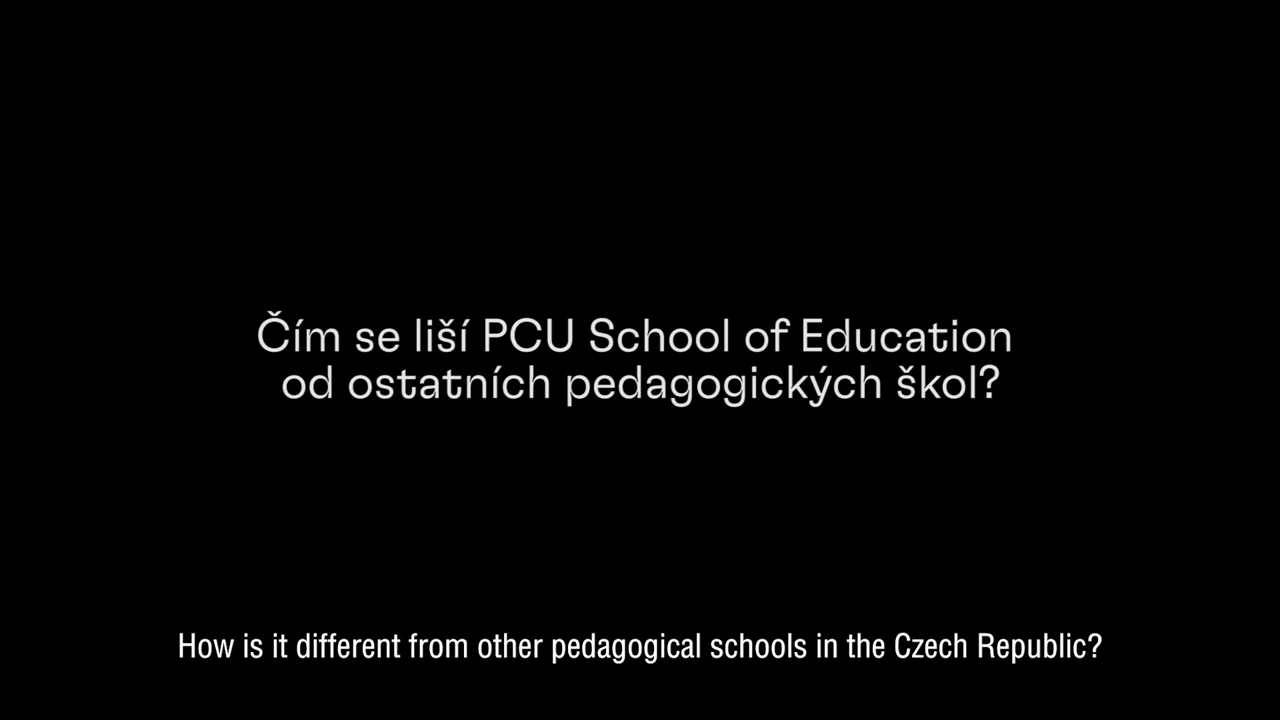 Čím se liší PCU School of Education
od ostatních pedagogických škol?
How is it different from other pedagogical schools in the Czech Republic?